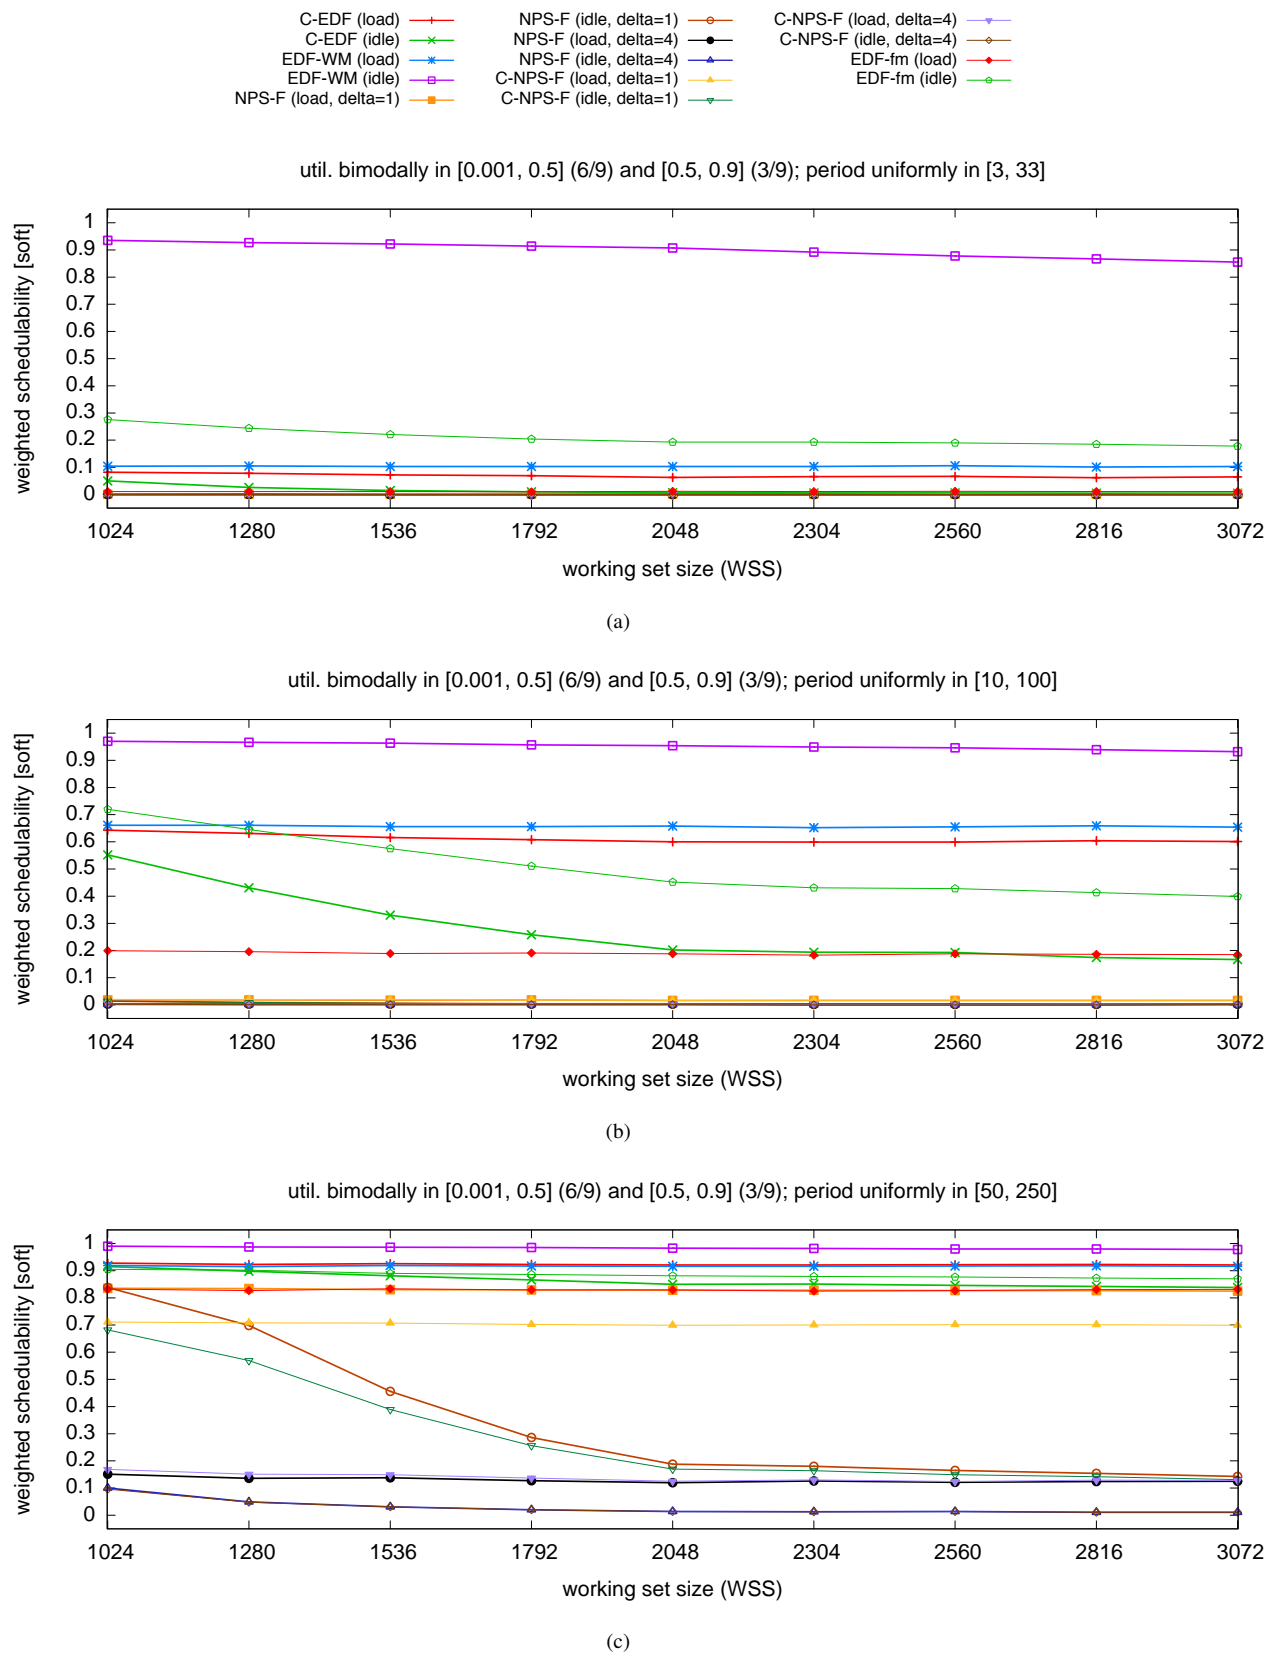 C-EDF (load)
C-EDF (idle)
EDF-WM (load)
EDF-WM (idle)
NPS-F (load, delta=1)
NPS-F (idle, delta=1)
NPS-F (load, delta=4)
NPS-F (idle, delta=4)
C-NPS-F (load, delta=1)
C-NPS-F (idle, delta=1)
C-NPS-F (load, delta=4)
C-NPS-F (idle, delta=4)
EDF-fm (load)
EDF-fm (idle)
util. bimodally in [0.001, 0.5] (6/9) and [0.5, 0.9] (3/9); period uniformly in [3, 33]
weighted schedulability [soft]
1
0.9
0.8
0.7
0.6
0.5
0.4
0.3
0.2
0.1
0
1024 1280 1536 1792 2048 2304 2560 2816 3072
working set size (WSS)
(a)
util. bimodally in [0.001, 0.5] (6/9) and [0.5, 0.9] (3/9); period uniformly in [10, 100]
weighted schedulability [soft]
1
0.9
0.8
0.7
0.6
0.5
0.4
0.3
0.2
0.1
0
1024 1280 1536 1792 2048 2304 2560 2816 3072
working set size (WSS)
(b)
util. bimodally in [0.001, 0.5] (6/9) and [0.5, 0.9] (3/9); period uniformly in [50, 250]
weighted schedulability [soft]
1
0.9
0.8
0.7
0.6
0.5
0.4
0.3
0.2
0.1
0
1024 1280 1536 1792 2048 2304 2560 2816 3072
working set size (WSS)
(c)